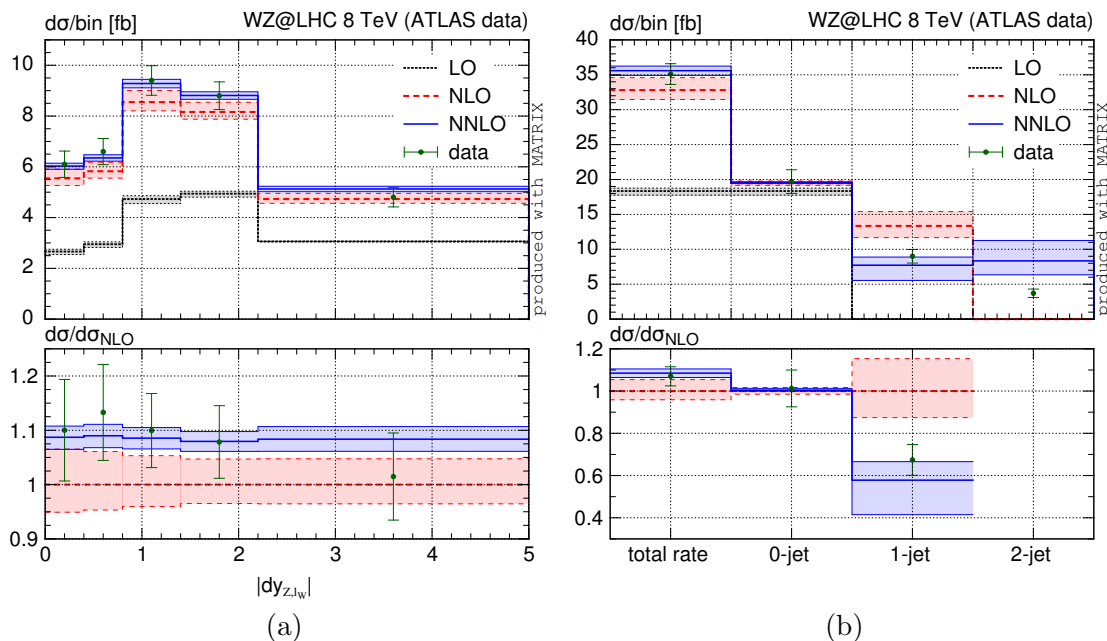 dσ/bin [fb]
WZ@LHC 8 TeV (ATLAS data)
10
8
6
4
2
0
LO
NLO
NNLO
data
produced with MATRIX
dσ/dσNLO
1.2
1.1
1
0.9
0
1
2
3
4
5
|dyZ,lW|
(a)
dσ/bin [fb]
WZ@LHC 8 TeV (ATLAS data)
40
35
30
25
20
15
10
5
0
LO
NLO
NNLO
data
produced with MATRIX
dσ/dσNLO
1.2
1
0.8
0.6
0.4
total rate
0-jet
1-jet
2-jet
(b)